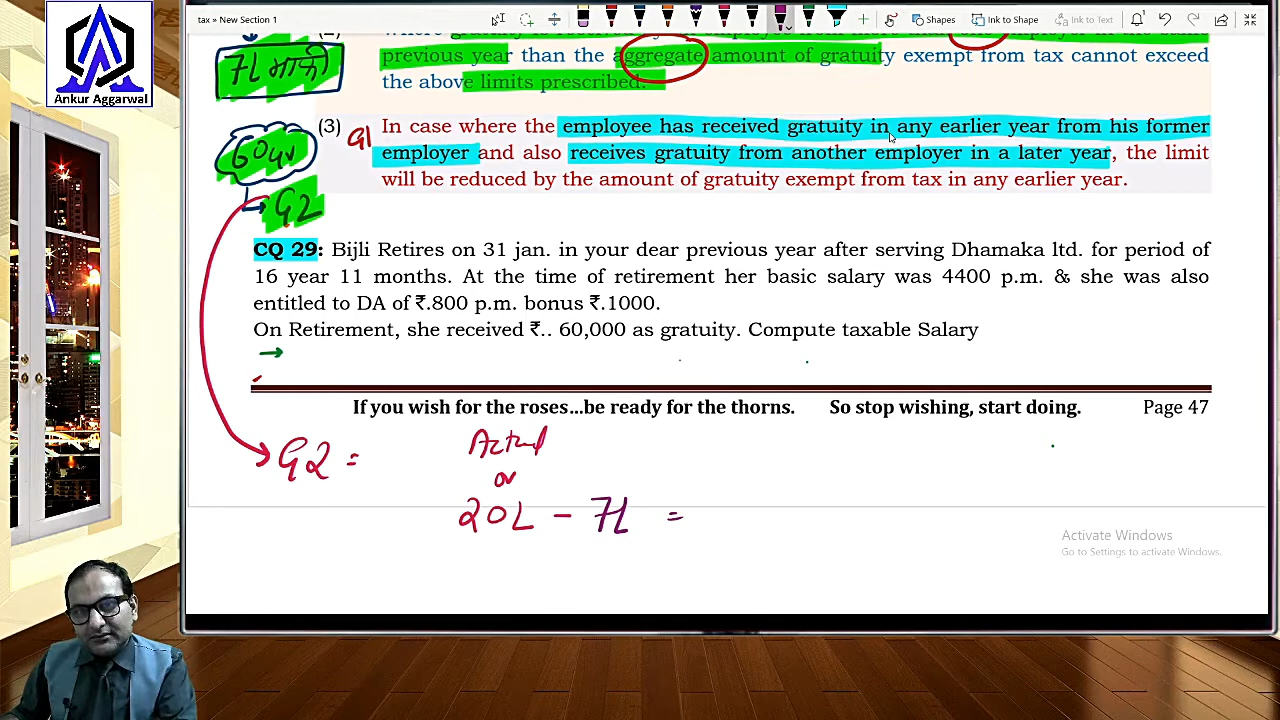 tax » New Section 1
Shapes
Ink to Shape
Ink to Text
previous year than the aggregate amount of gratuity exempt from tax cannot exceed
the above limits prescribed.
7L माफी
Ankur Aggarwal
(3) In case where the employee has received gratuity in any earlier year from his former
G1
employer and also receives gratuity from another employer in a later year, the limit
will be reduced by the amount of gratuity exempt from tax in any earlier year.
G2
CQ 29: Bijli Retires on 31 jan. in your dear previous year after serving Dhamaka ltd. for period of
16 year 11 months. At the time of retirement her basic salary was 4400 p.m. & she was also
entitled to DA of ₹.800 p.m. bonus ₹.1000.
On Retirement, she received ₹.. 60,000 as gratuity. Compute taxable Salary
If you wish for the roses...be ready for the thorns. So stop wishing, start doing. Page 47
Actual
G2 =
or
20L - 7L =
Activate Windows
Go to Settings to activate Windows.